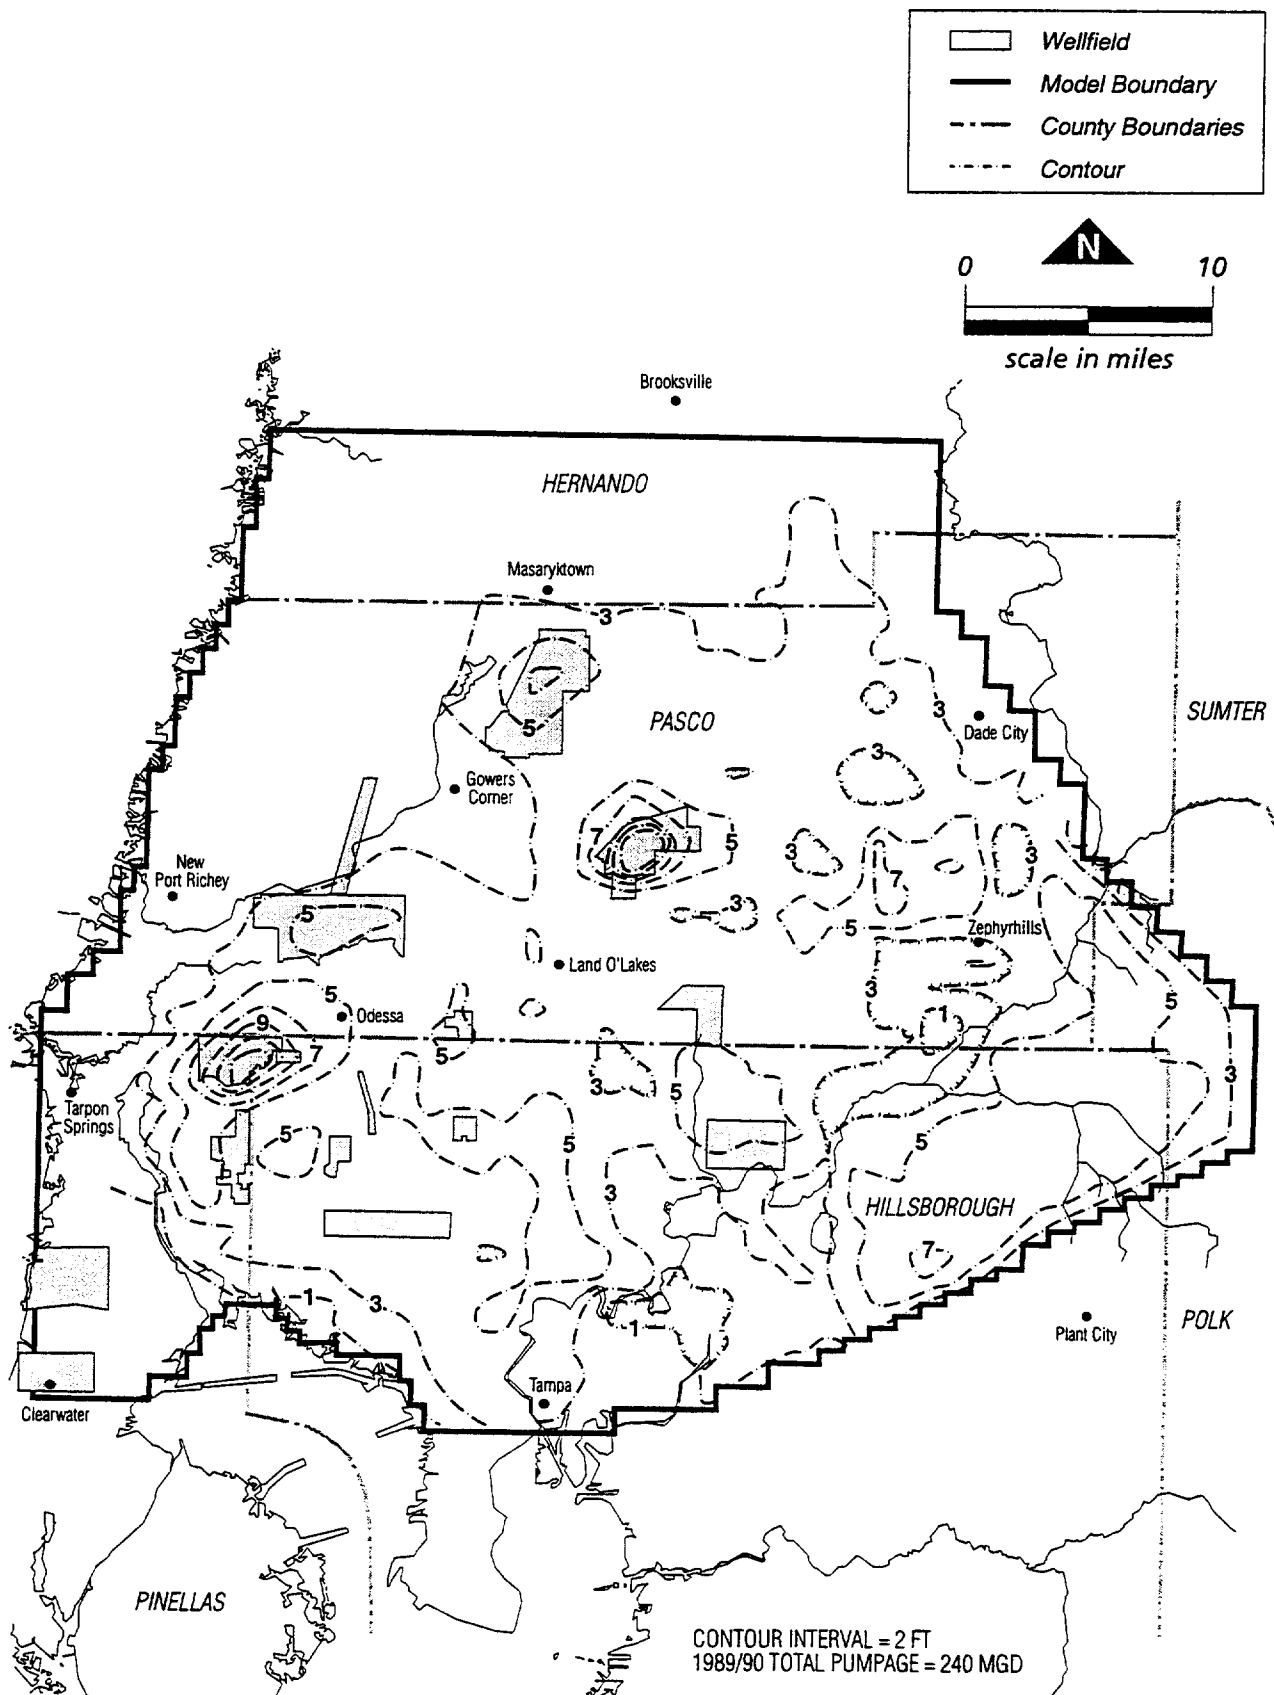 Wellfield
Model Boundary
County Boundaries
Contour
N
0
10
scale in miles
Brooksville
HERNANDO
Masaryktown
3
PASCO
5
SUMTER
3
Dade City
3
Gowers
Corner
7
5
3
3
New
Port Richey
7
5
3
5
Zephyrhills
Land O'Lakes
5
3
5
Odessa
9
1
7
5
3
5
3
Tarpon
Springs
5
5
5
3
HILLSBOROUGH
7
1
3
1
Plant City
POLK
Tampa
Clearwater
PINELLAS
CONTOUR INTERVAL = 2 FT
1989/90 TOTAL PUMPAGE = 240 MGD